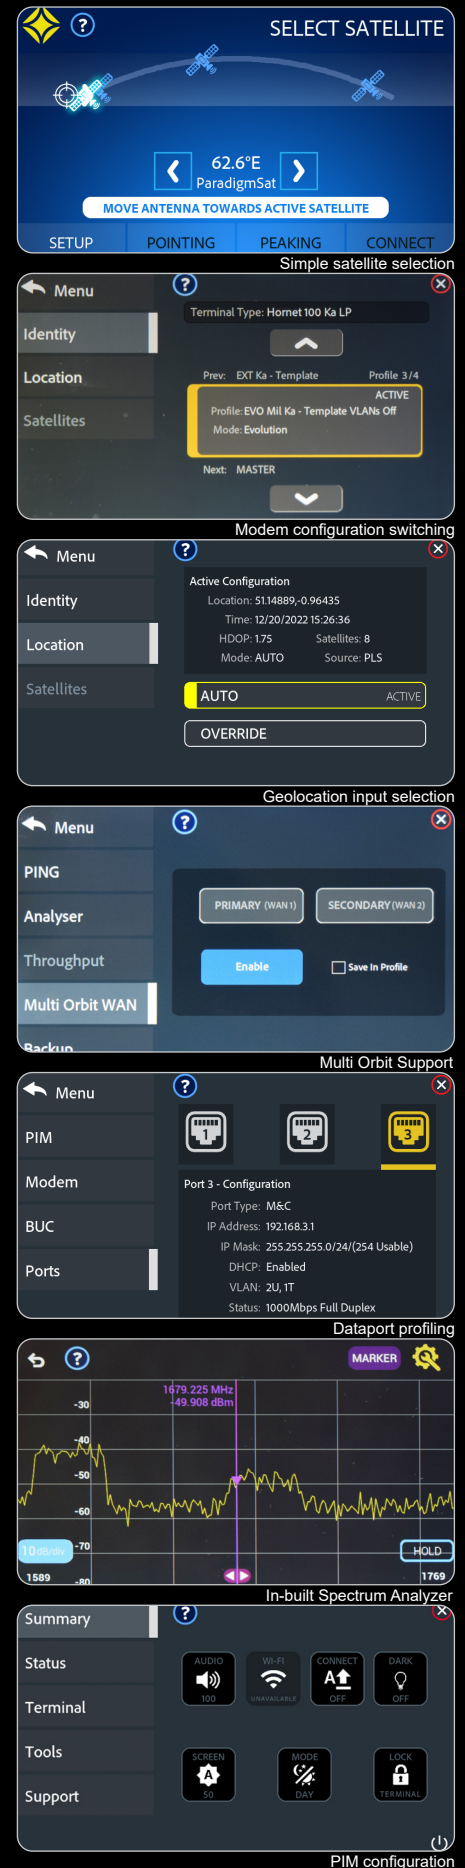 ?
SELECT SATELLITE
62.6°E
ParadigmSat
MOVE ANTENNA TOWARDS ACTIVE SATELLITE
SETUP POINTING PEAKING CONNECT
Simple satellite selection
Menu ?
Terminal Type: Hornet 100 Ka LP
Identity
Location
Satellites
Prev: EXT Ka - Template Profile 3/4
ACTIVE
Profile: EVO Mil Ka - Template VLANs Off
Mode: Evolution
Next: MASTER
Modem configuration switching
Menu ?
Identity
Location
Satellites
Active Configuration
Location: 51.14889,-0.96435
Time: 12/20/2022 15:26:36
HDOP: 1.75 Satellites: 8
Mode: AUTO Source: PLS
AUTO ACTIVE
OVERRIDE
Geolocation input selection
Menu ?
PING
Analyser
Throughput
Multi Orbit WAN
Backup
PRIMARY (WAN 1) SECONDARY (WAN 2)
Enable Save In Profile
Multi Orbit Support
Menu ?
PIM
Modem
BUC
Ports
1 2 3
Port 3 - Configuration
Port Type: M&C
IP Address: 192.168.3.1
IP Mask: 255.255.255.0/24/(254 Usable)
DHCP: Enabled
VLAN: 2U, 1T
Status: 1000Mbps Full Duplex
Dataport profiling
? MARKER
1679.225 MHz
-49.908 dBm
-30
-40
-50
-60
-70
-80
10dB/div
HOLD
1589 1769
In-built Spectrum Analyzer
Summary ?
Status
Terminal
Tools
Support
AUDIO
100
WI-FI
UNAVAILABLE
CONNECT
A
OFF
DARK
OFF
SCREEN
A
50
MODE
DAY
LOCK
TERMINAL
PIM configuration